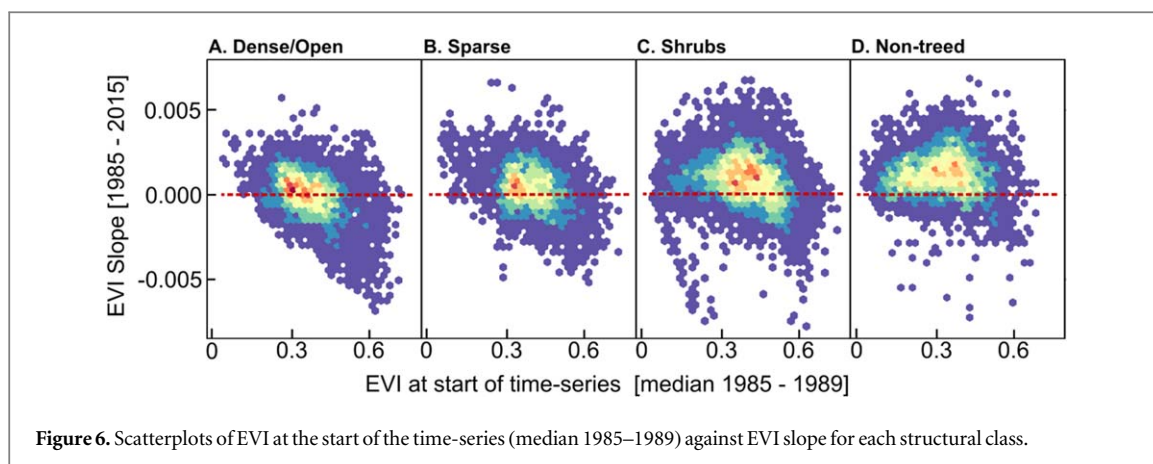 A. Dense/Open B. Sparse C. Shrubs D. Non-treed
EVI Slope [1985 - 2015]
0.005
0.000
-0.005
0 0.3 0.6 0 0.3 0.6 0 0.3 0.6 0 0.3 0.6
EVI at start of time-series [median 1985 - 1989]
Figure 6. Scatterplots of EVI at the start of the time-series (median 1985–1989) against EVI slope for each structural class.